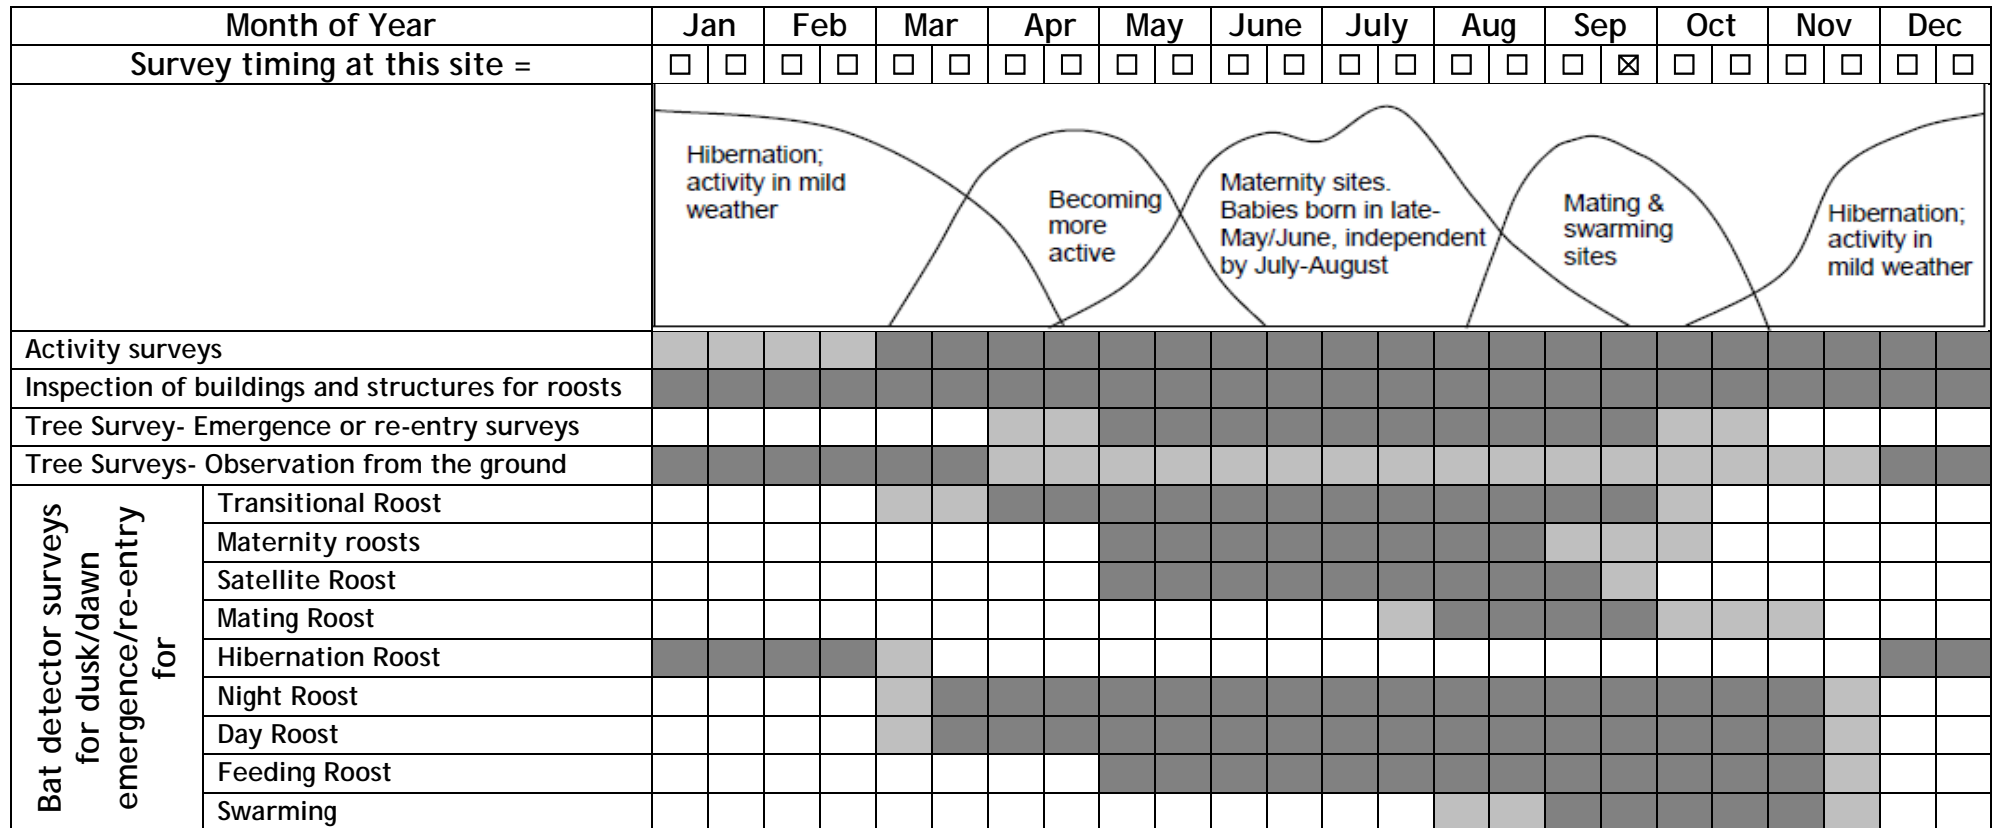 Month of Year Jan Feb Mar Apr May June July Aug Sep Oct Nov Dec
Survey timing at this site = ☐ ☐ ☐ ☐ ☐ ☐ ☐ ☐ ☐ ☐ ☐ ☐ ☐ ☐ ☐ ☐ ☐ ☒ ☐ ☐ ☐ ☐ ☐ ☐
Hibernation;
activity in mild
weather
Becoming
more
active
Maternity sites.
Babies born in late-
May/June, independent
by July-August
Mating &
swarming
sites
Hibernation;
activity in
mild weather
Activity surveys
Inspection of buildings and structures for roosts
Tree Survey- Emergence or re-entry surveys
Tree Surveys- Observation from the ground
Bat detector surveys
for dusk/dawn
emergence/re-entry
for
Transitional Roost
Maternity roosts
Satellite Roost
Mating Roost
Hibernation Roost
Night Roost
Day Roost
Feeding Roost
Swarming